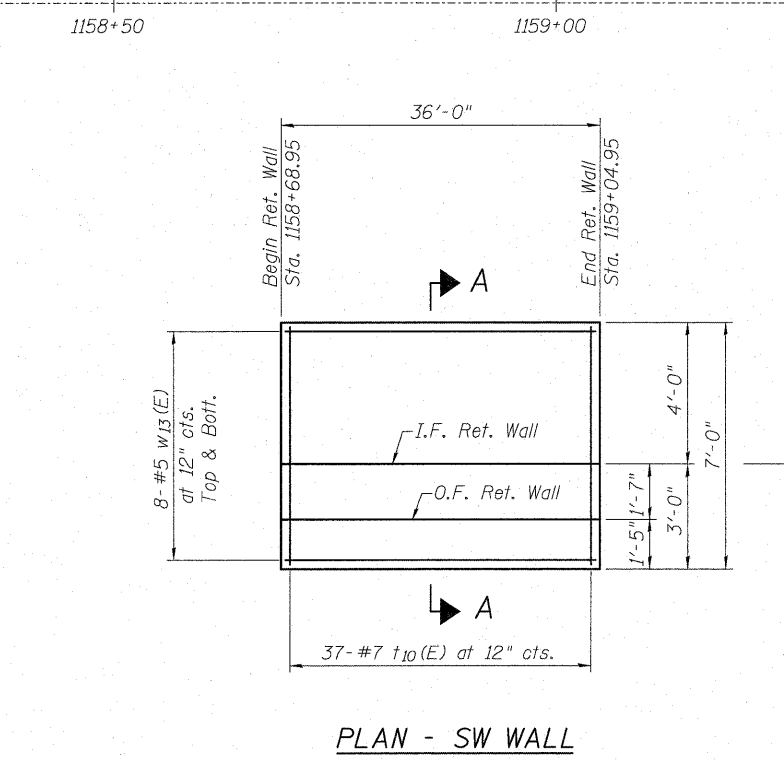 1158+50
1159+00
36'-0"
Begin Ret. Wall
Sta. 1158+68.95
End Ret. Wall
Sta. 1159+04.95
A
8-#5 w13(E)
at 12" cts.
Top & Bott.
I.F. Ret. Wall
O.F. Ret. Wall
4'-0"
7'-0"
1'-7"
3'-0"
1'-5"
A
37-#7 t10(E) at 12" cts.
PLAN - SW WALL